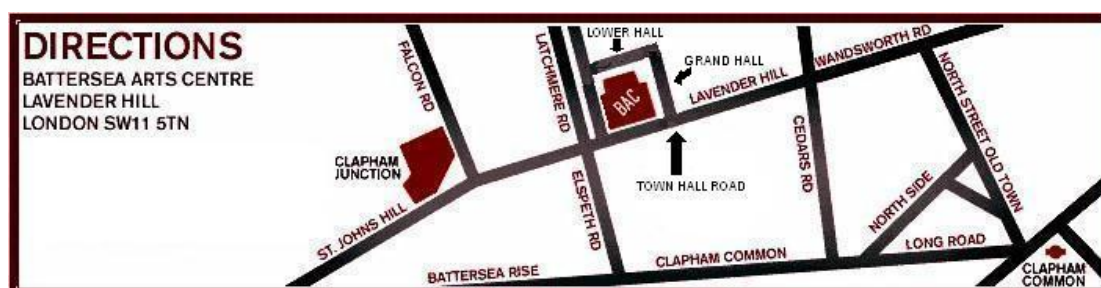 DIRECTIONS
BATTERSEA ARTS CENTRE
LAVENDER HILL
LONDON SW11 5TN
FALCON RD
LATCHMERE RD
LOWER HALL
GRAND HALL
BAC
LAVENDER HILL
WANDSWORTH RD
NORTH STREET OLD TOWN
CLAPHAM
JUNCTION
TOWN HALL ROAD
ELSPETH RD
CEDARS RD
NORTH SIDE
ST. JOHNS HILL
BATTERSEA RISE
CLAPHAM COMMON
LONG ROAD
CLAPHAM
COMMON